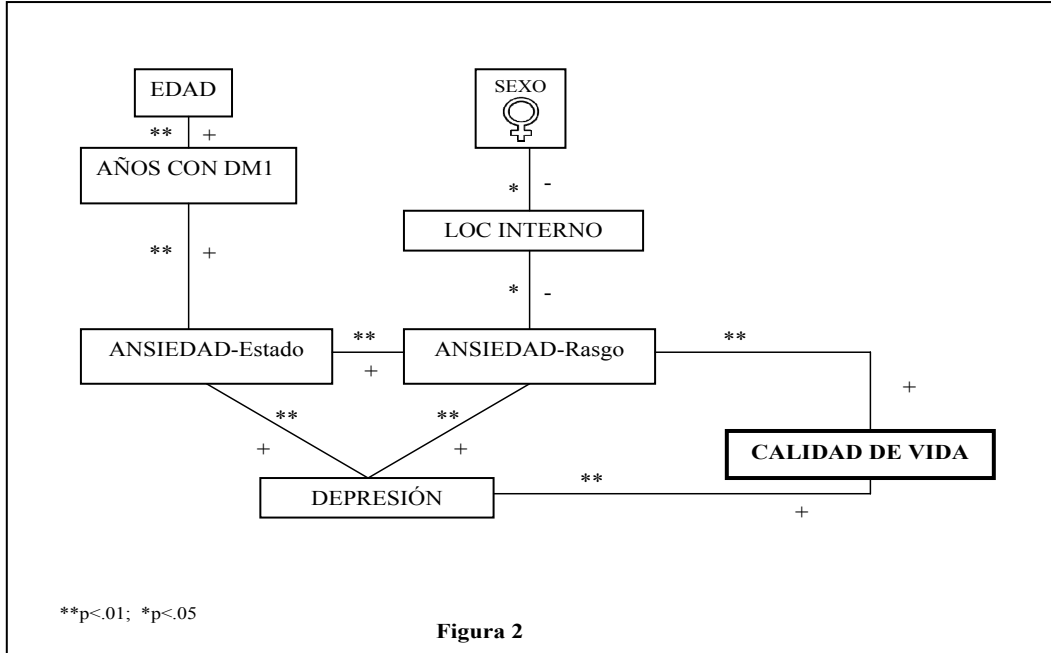 EDAD
SEXO
** +
AÑOS CON DM1
* -
LOC INTERNO
** +
* -
ANSIEDAD-Estado
** +
ANSIEDAD-Rasgo
** +
** +
** +
CALIDAD DE VIDA
DEPRESIÓN
** +
**p<.01; *p<.05
Figura 2